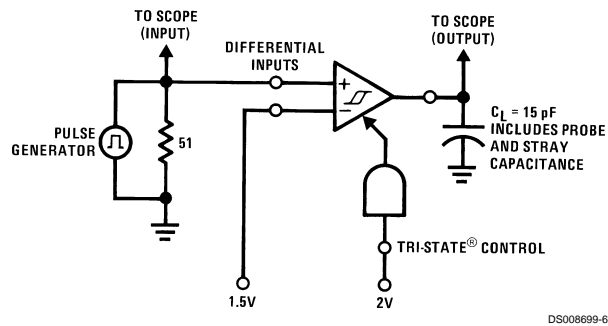 TO SCOPE
(INPUT)
TO SCOPE
(OUTPUT)
DIFFERENTIAL
INPUTS
+
−
PULSE
GENERATOR
51
C_L = 15 pF
INCLUDES PROBE
AND STRAY
CAPACITANCE
TRI-STATE® CONTROL
1.5V
2V
DS008699-6